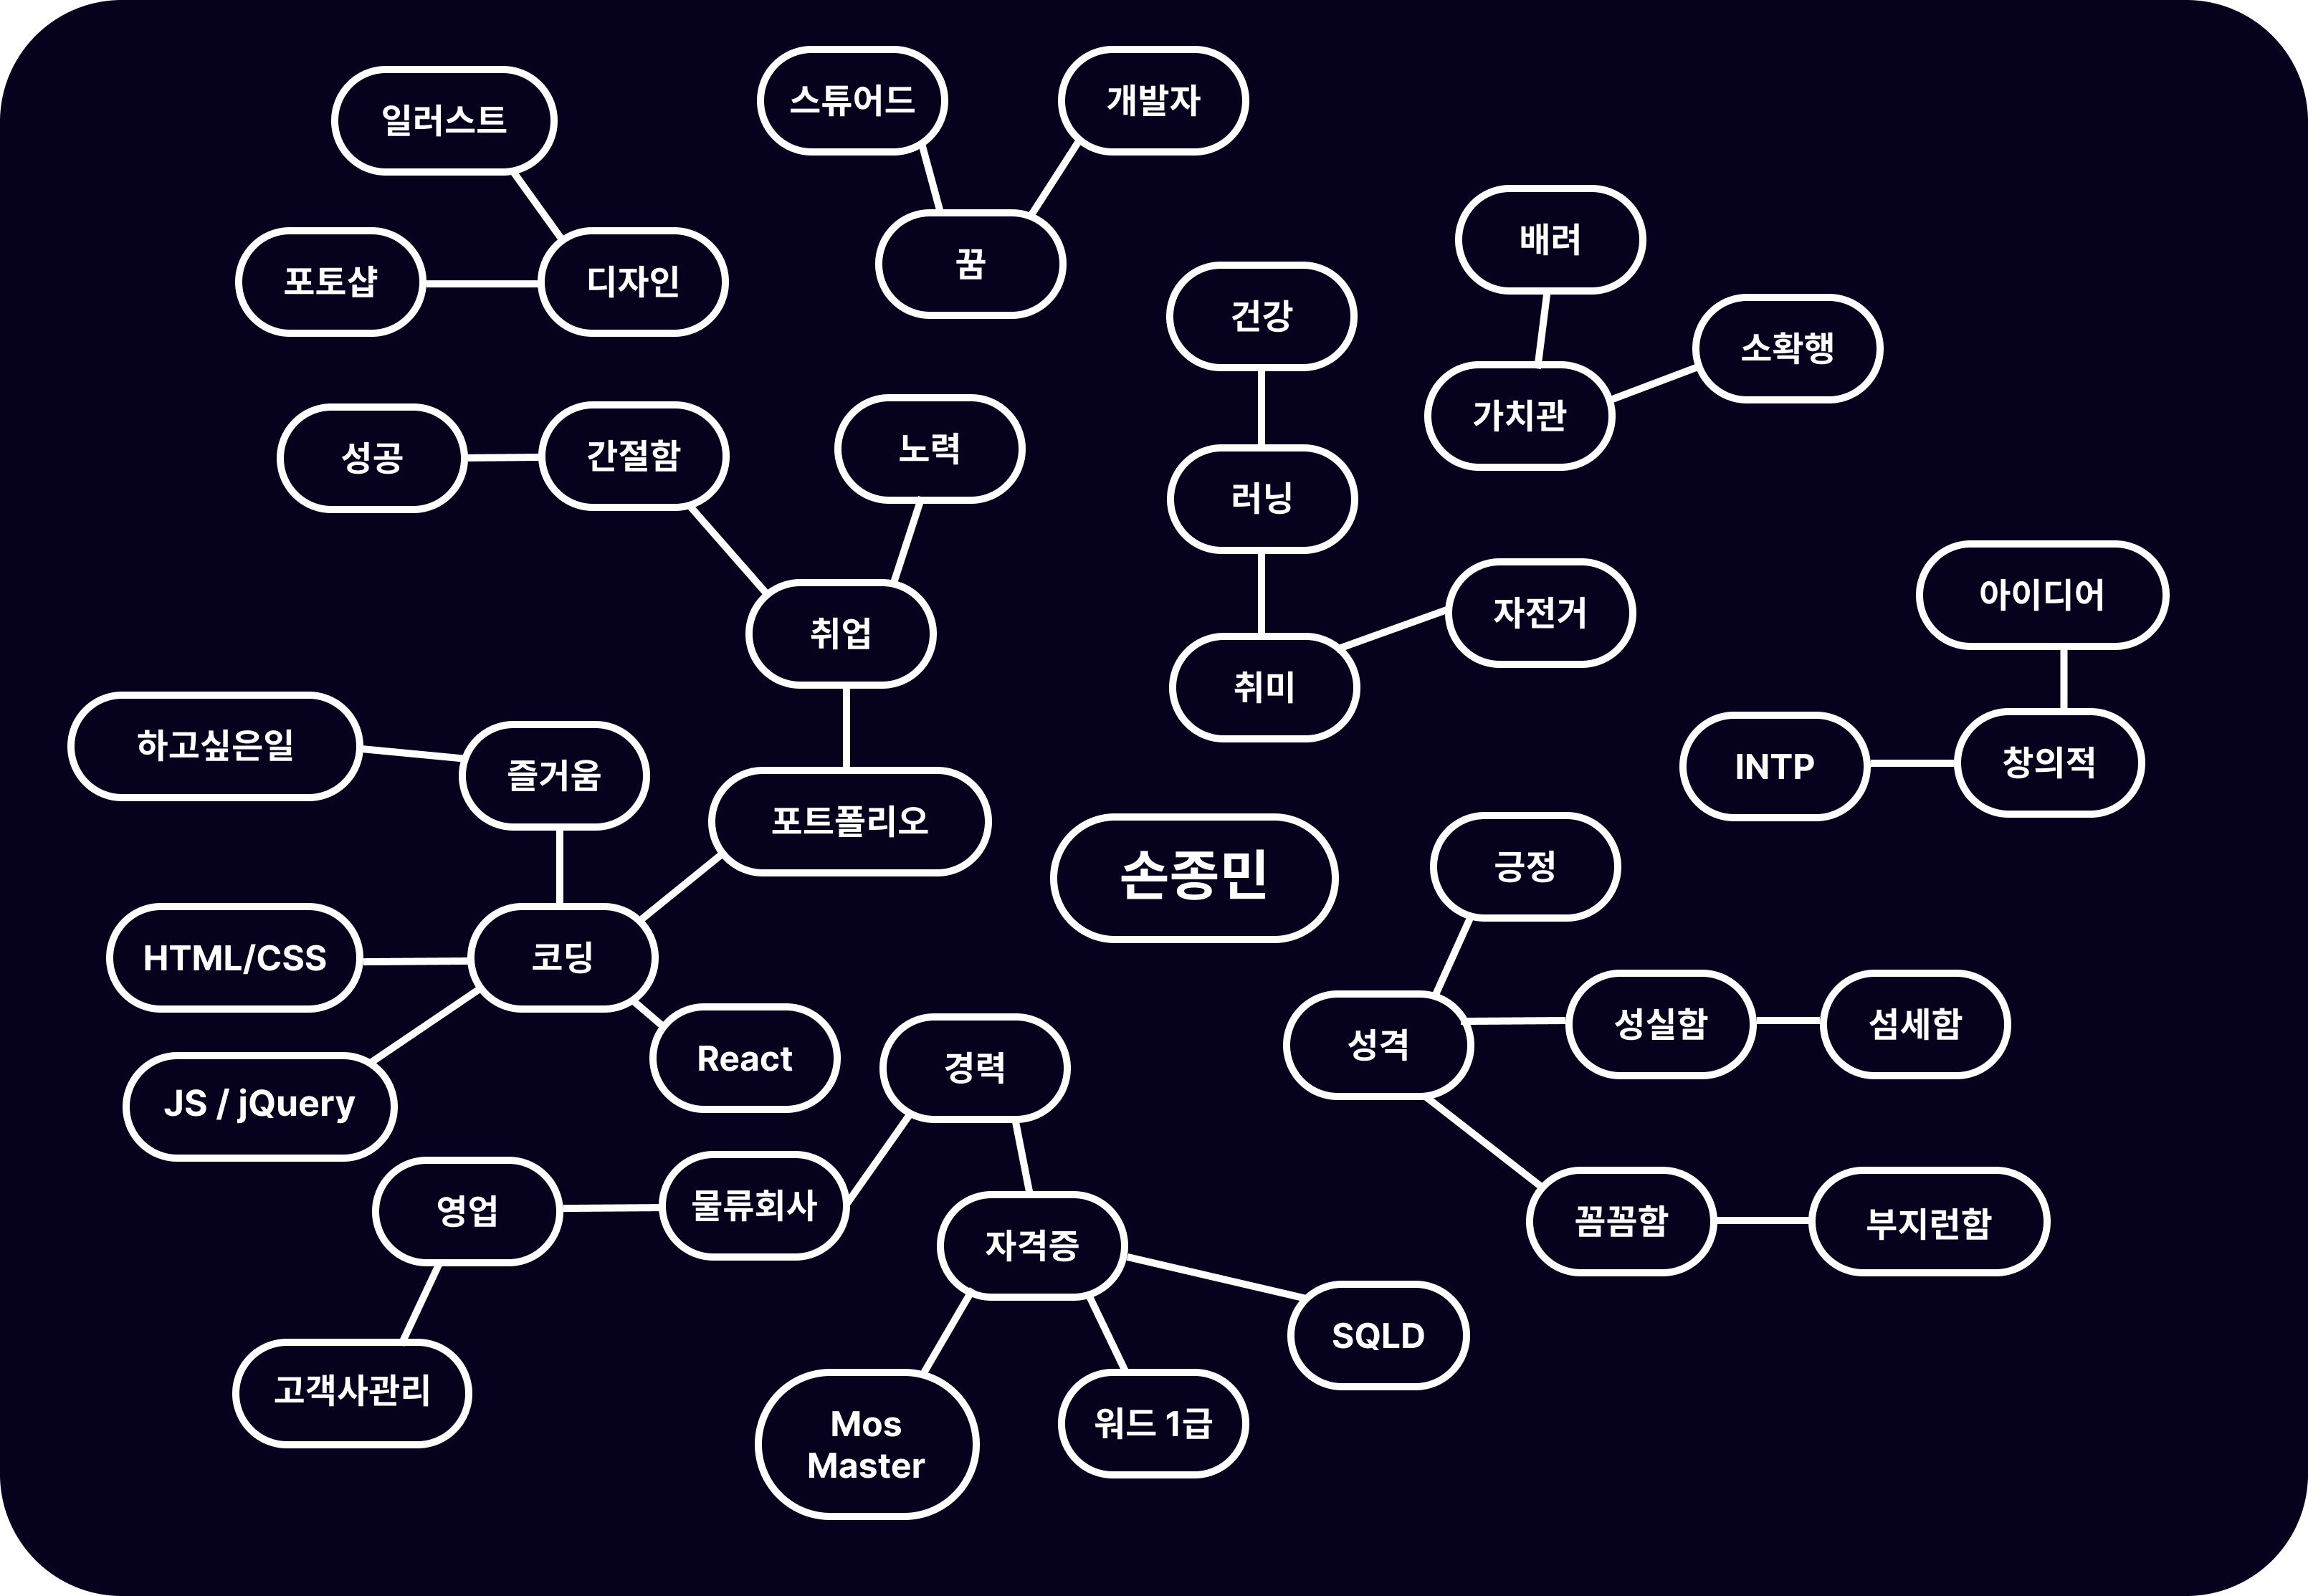 스튜어드
개발자
일러스트
배려
꿈
포토샵
디자인
건강
소확행
가치관
성공
간절함
노력
러닝
아이디어
자전거
취업
취미
하고싶은일
즐거움
INTP
창의적
포트폴리오
손종민
긍정
HTML/CSS
코딩
성실함
섬세함
성격
React
경력
JS / jQuery
영업
물류회사
꼼꼼함
부지런함
자격증
SQLD
고객사관리
Mos
Master
워드 1급